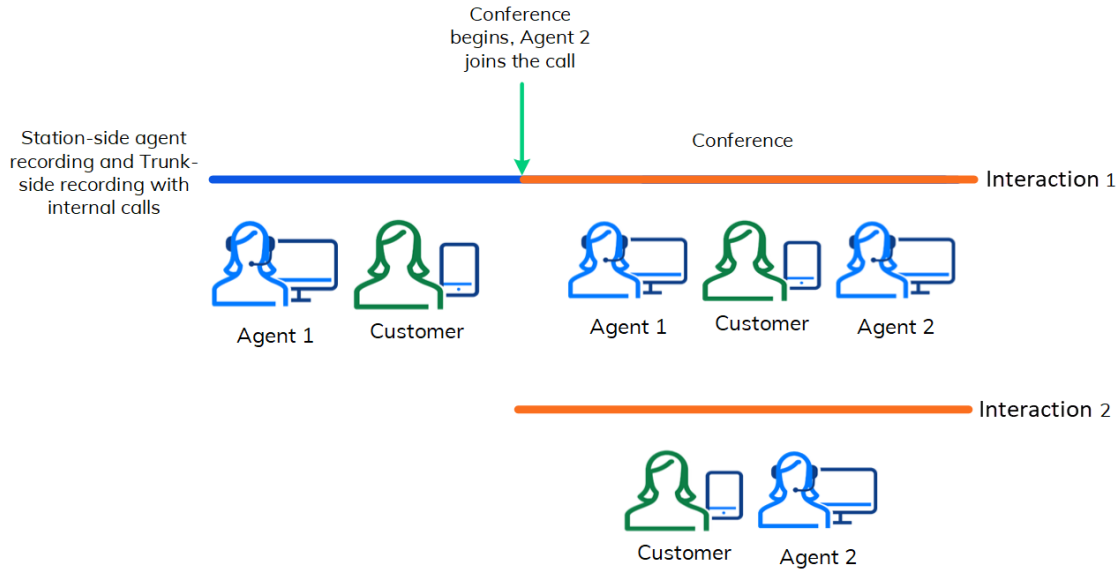 Conference
begins, Agent 2
joins the call
Station-side agent
recording and Trunk-
side recording with
internal calls
Conference
Interaction 1
Agent 1
Customer
Agent 1
Customer
Agent 2
Interaction 2
Customer
Agent 2